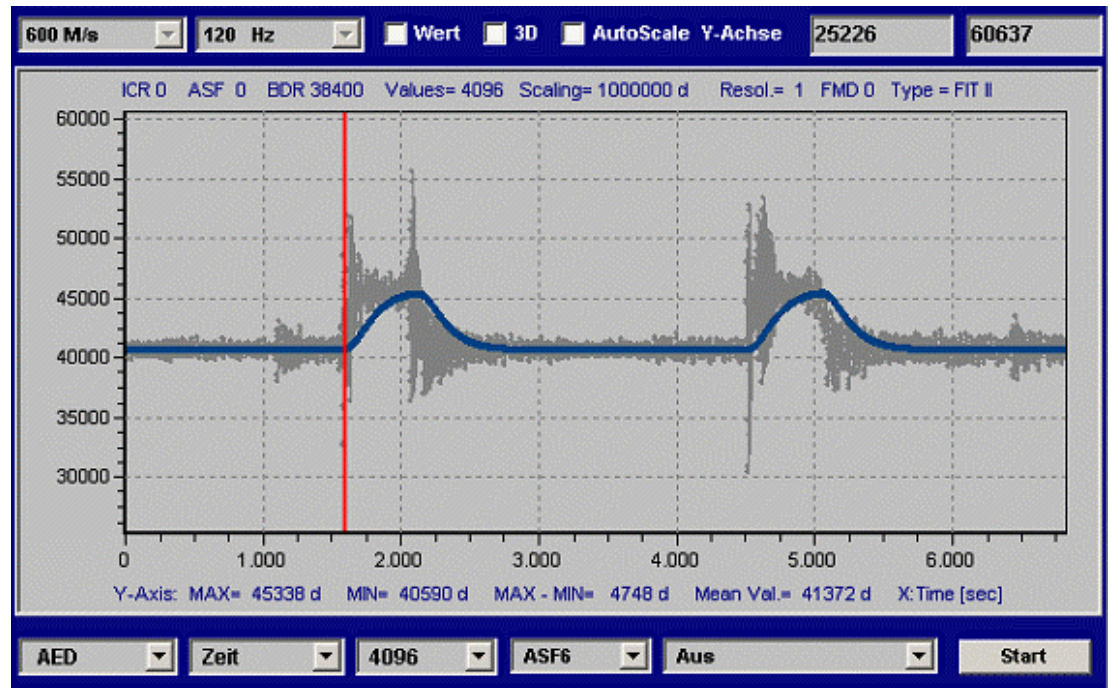 600 M/s 120 Hz Wert 3D AutoScale Y-Achse 25226 60637
ICR 0 ASF 0 BDR 38400 Values= 4096 Scaling= 1000000 d Resol.= 1 FMD 0 Type = FIT II
60000
55000
50000
45000
40000
35000
30000
0 1.000 2.000 3.000 4.000 5.000 6.000
Y-Axis: MAX= 45338 d MIN= 40590 d MAX - MIN= 4748 d Mean Val.= 41372 d X:Time [sec]
AED Zeit 4096 ASF6 Aus Start